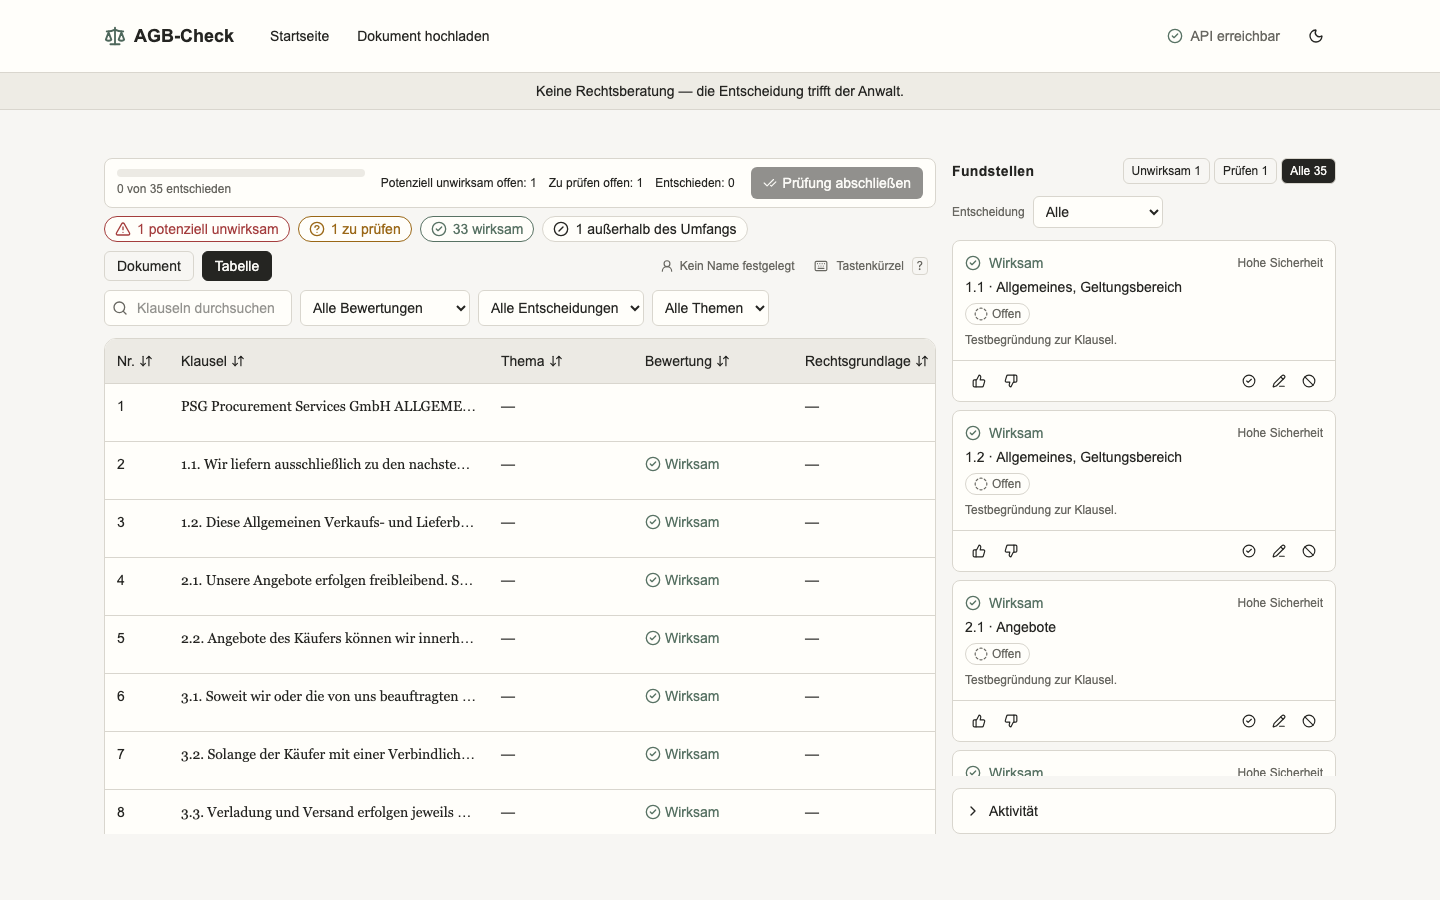 AGB-Check
Startseite
Dokument hochladen
API erreichbar
Keine Rechtsberatung — die Entscheidung trifft der Anwalt.
0 von 35 entschieden
Potenziell unwirksam offen: 1
Zu prüfen offen: 1
Entschieden: 0
Prüfung abschließen
1 potenziell unwirksam
1 zu prüfen
33 wirksam
1 außerhalb des Umfangs
Dokument
Tabelle
Kein Name festgelegt
Tastenkürzel ?
Klauseln durchsuchen
Alle Bewertungen
Alle Entscheidungen
Alle Themen
Nr. Klausel Thema Bewertung Rechtsgrundlage
1 PSG Procurement Services GmbH ALLGEME… — —
2 1.1. Wir liefern ausschließlich zu den nachste… — Wirksam —
3 1.2. Diese Allgemeinen Verkaufs- und Lieferb… — Wirksam —
4 2.1. Unsere Angebote erfolgen freibleibend. S… — Wirksam —
5 2.2. Angebote des Käufers können wir innerh… — Wirksam —
6 3.1. Soweit wir oder die von uns beauftragten … — Wirksam —
7 3.2. Solange der Käufer mit einer Verbindlich… — Wirksam —
8 3.3. Verladung und Versand erfolgen jeweils … — Wirksam —
Fundstellen
Unwirksam 1
Prüfen 1
Alle 35
Entscheidung
Alle
Wirksam
Hohe Sicherheit
1.1 · Allgemeines, Geltungsbereich
Offen
Testbegründung zur Klausel.
Wirksam
Hohe Sicherheit
1.2 · Allgemeines, Geltungsbereich
Offen
Testbegründung zur Klausel.
Wirksam
Hohe Sicherheit
2.1 · Angebote
Offen
Testbegründung zur Klausel.
Wirksam
Hohe Sicherheit
Aktivität